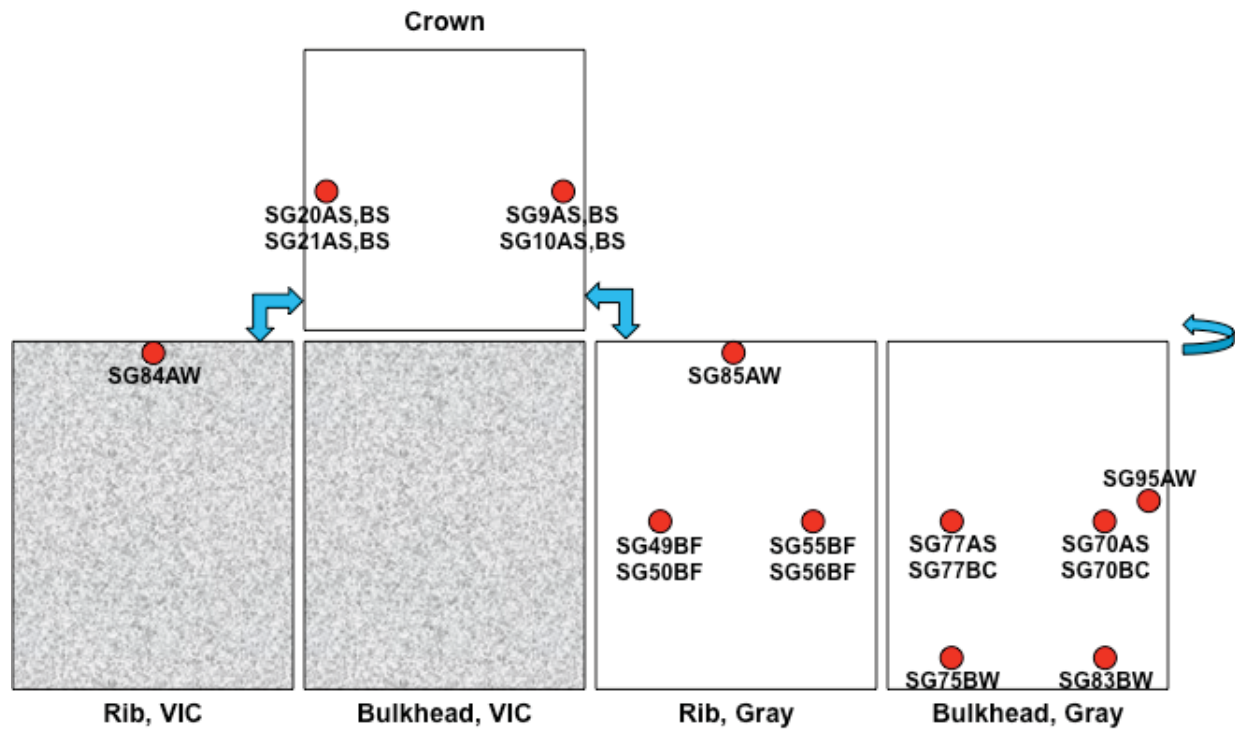 Crown
SG20AS,BS
SG21AS,BS
SG9AS,BS
SG10AS,BS
SG84AW
SG85AW
SG95AW
SG49BF
SG50BF
SG55BF
SG56BF
SG77AS
SG77BC
SG70AS
SG70BC
SG75BW
SG83BW
Rib, VIC
Bulkhead, VIC
Rib, Gray
Bulkhead, Gray